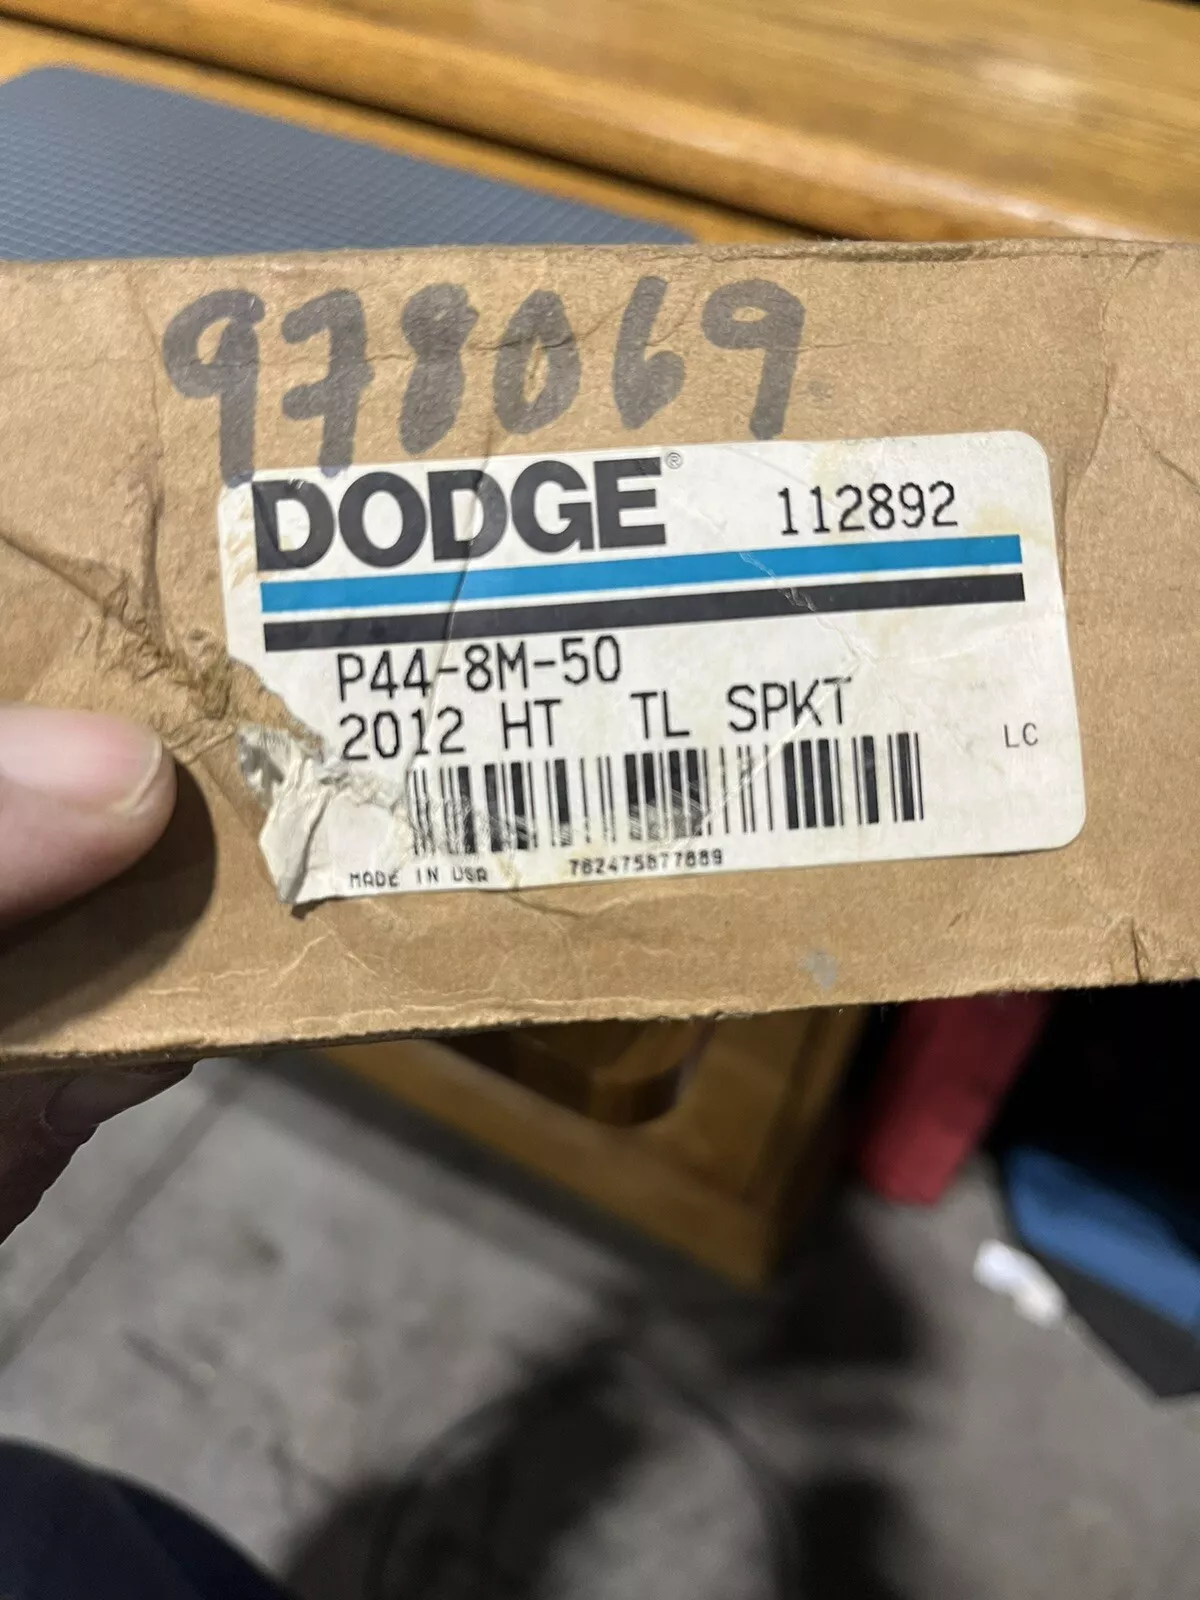 978069
DODGE® 112892
P44-8M-50
2012 HT TL SPKT
LC
MADE IN USA 782475877889